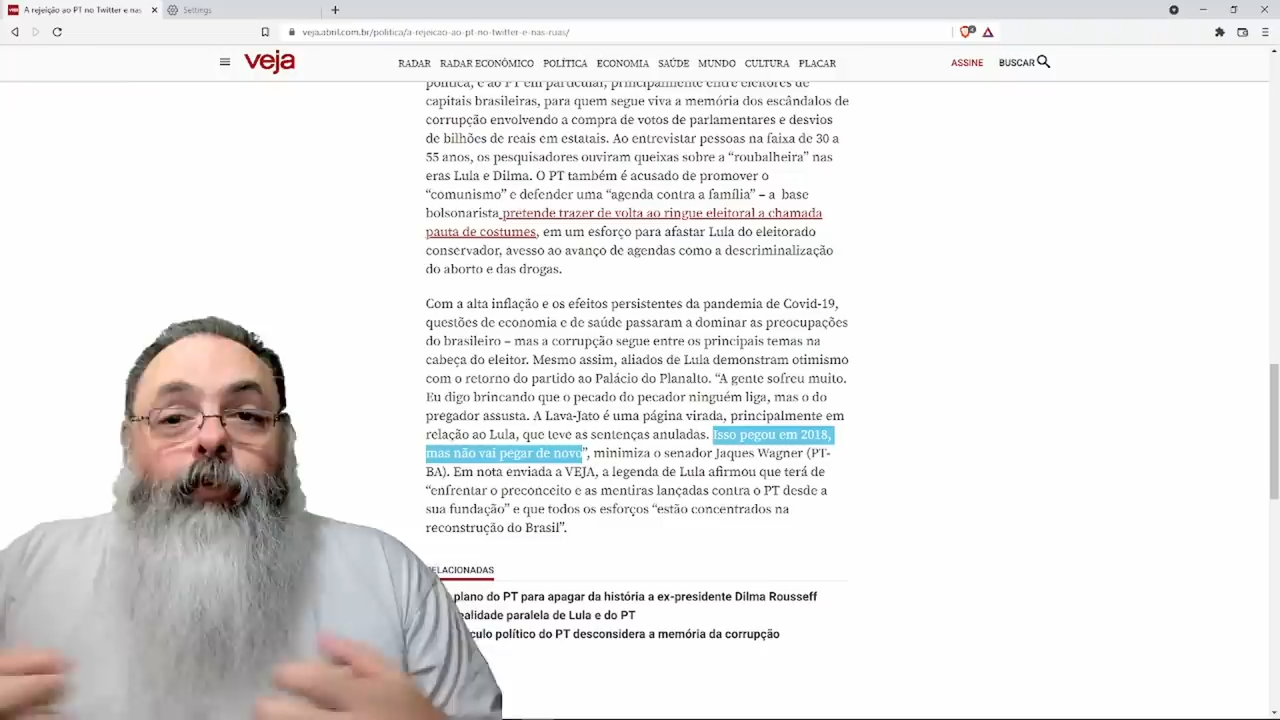 A rejeição ao PT no Twitter e nas
Settings
veja.abril.com.br/politica/a-rejeicao-ao-pt-no-twitter-e-nas-ruas/
veja
RADAR RADAR ECONÔMICO POLÍTICA ECONOMIA SAÚDE MUNDO CULTURA PLACAR
ASSINE BUSCAR
política, e ao PT em particular, principalmente entre eleitores de
capitais brasileiras, para quem segue viva a memória dos escândalos de
corrupção envolvendo a compra de votos de parlamentares e desvios
de bilhões de reais em estatais. Ao entrevistar pessoas na faixa de 30 a
55 anos, os pesquisadores ouviram queixas sobre a “roubalheira” nas
eras Lula e Dilma. O PT também é acusado de promover o
“comunismo” e defender uma “agenda contra a família” – a base
bolsonarista pretende trazer de volta ao ringue eleitoral a chamada
pauta de costumes, em um esforço para afastar Lula do eleitorado
conservador, avesso ao avanço de agendas como a descriminalização
do aborto e das drogas.
Com a alta inflação e os efeitos persistentes da pandemia de Covid-19,
questões de economia e de saúde passaram a dominar as preocupações
do brasileiro – mas a corrupção segue entre os principais temas na
cabeça do eleitor. Mesmo assim, aliados de Lula demonstram otimismo
com o retorno do partido ao Palácio do Planalto. “A gente sofreu muito.
Eu digo brincando que o pecado do pecador ninguém liga, mas o do
pregador assusta. A Lava-Jato é uma página virada, principalmente em
relação ao Lula, que teve as sentenças anuladas. Isso pegou em 2018,
mas não vai pegar de novo”, minimiza o senador Jaques Wagner (PT-
BA). Em nota enviada a VEJA, a legenda de Lula afirmou que terá de
“enfrentar o preconceito e as mentiras lançadas contra o PT desde a
sua fundação” e que todos os esforços “estão concentrados na
reconstrução do Brasil”.
ELACIONADAS
plano do PT para apagar da história a ex-presidente Dilma Rousseff
ealidade paralela de Lula e do PT
culo político do PT desconsidera a memória da corrupção